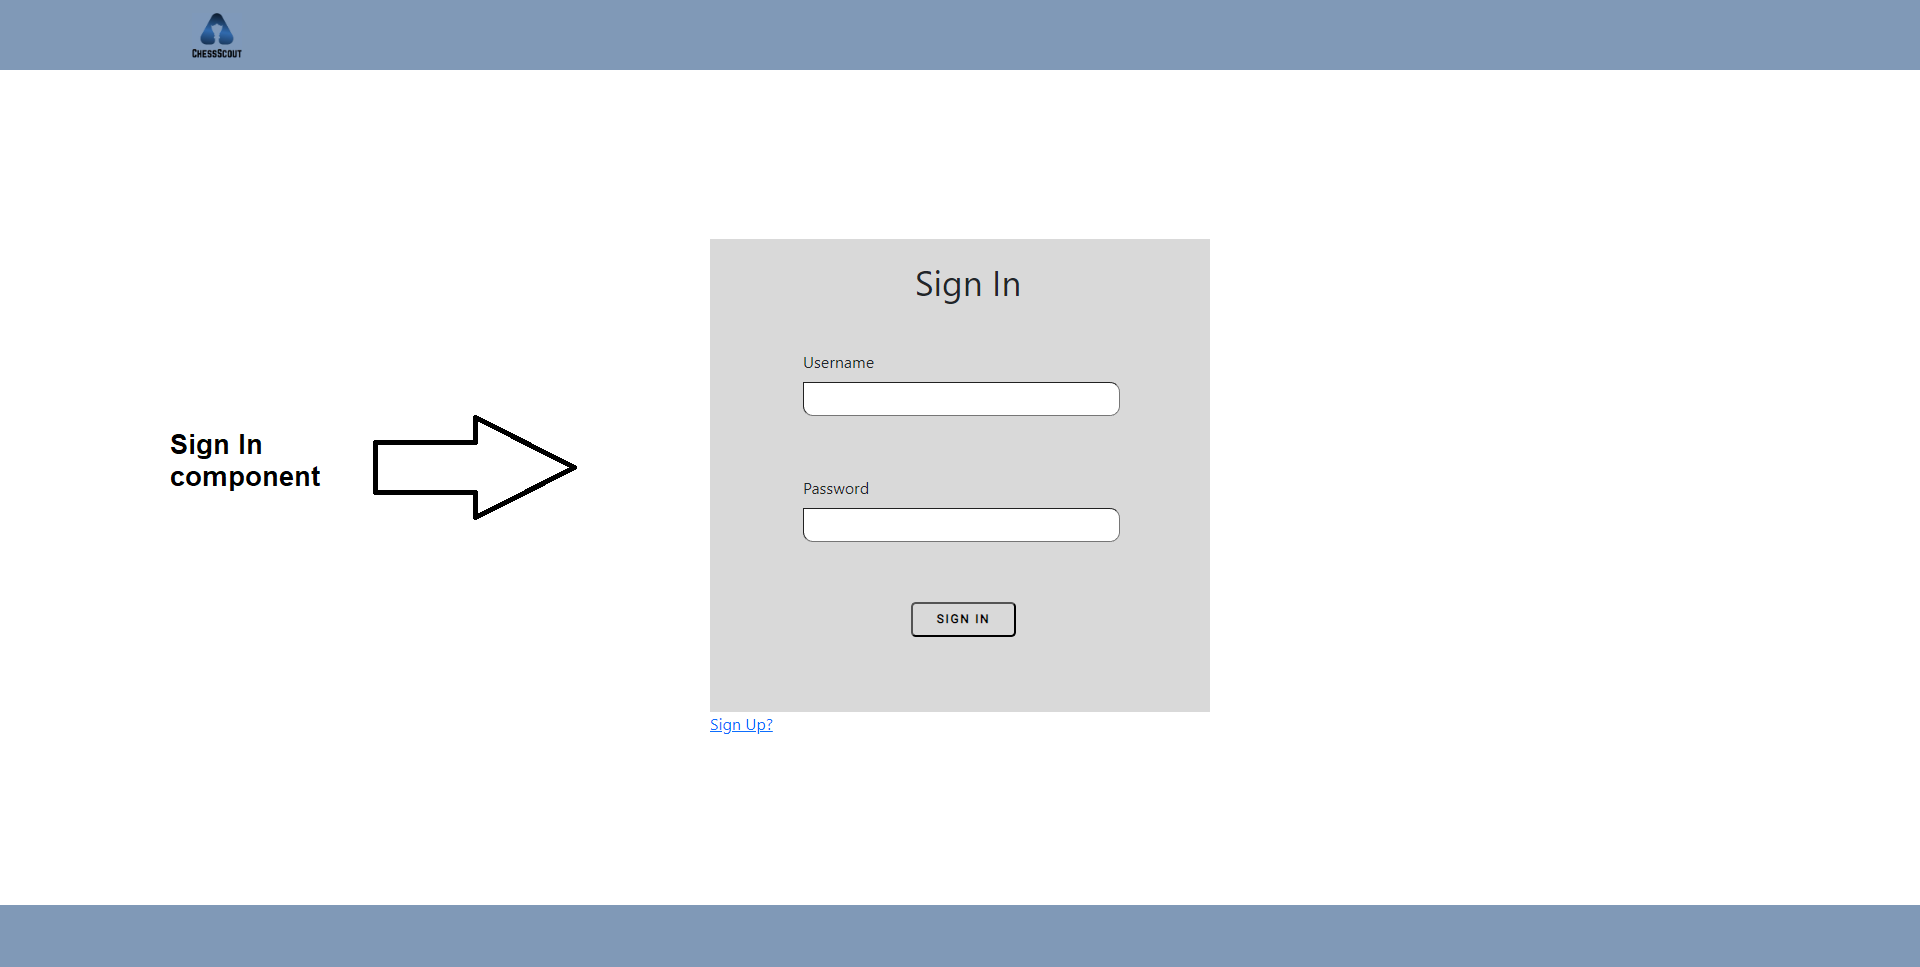 ChessScout
Sign In
Username
Sign In
component
Password
SIGN IN
Sign Up?